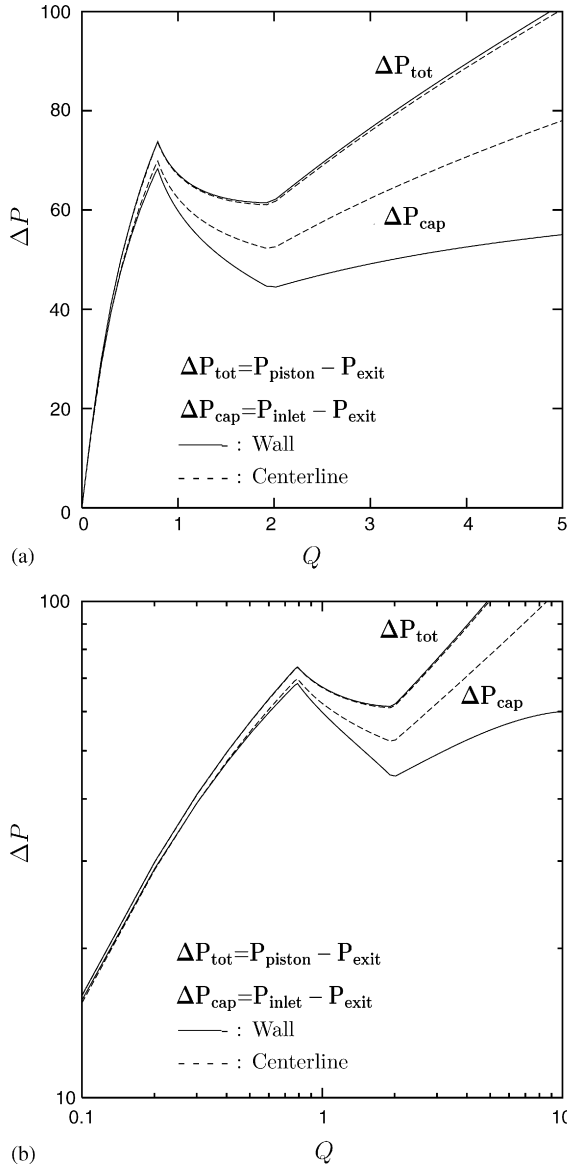 100
80
60
40
20
0
ΔP
ΔP_tot
ΔP_cap
ΔP_tot=P_piston − P_exit
ΔP_cap=P_inlet − P_exit
: Wall
: Centerline
0 1 2 3 4 5
(a) Q
100
10
ΔP
ΔP_tot
ΔP_cap
ΔP_tot=P_piston − P_exit
ΔP_cap=P_inlet − P_exit
: Wall
: Centerline
0.1 1 10
(b) Q